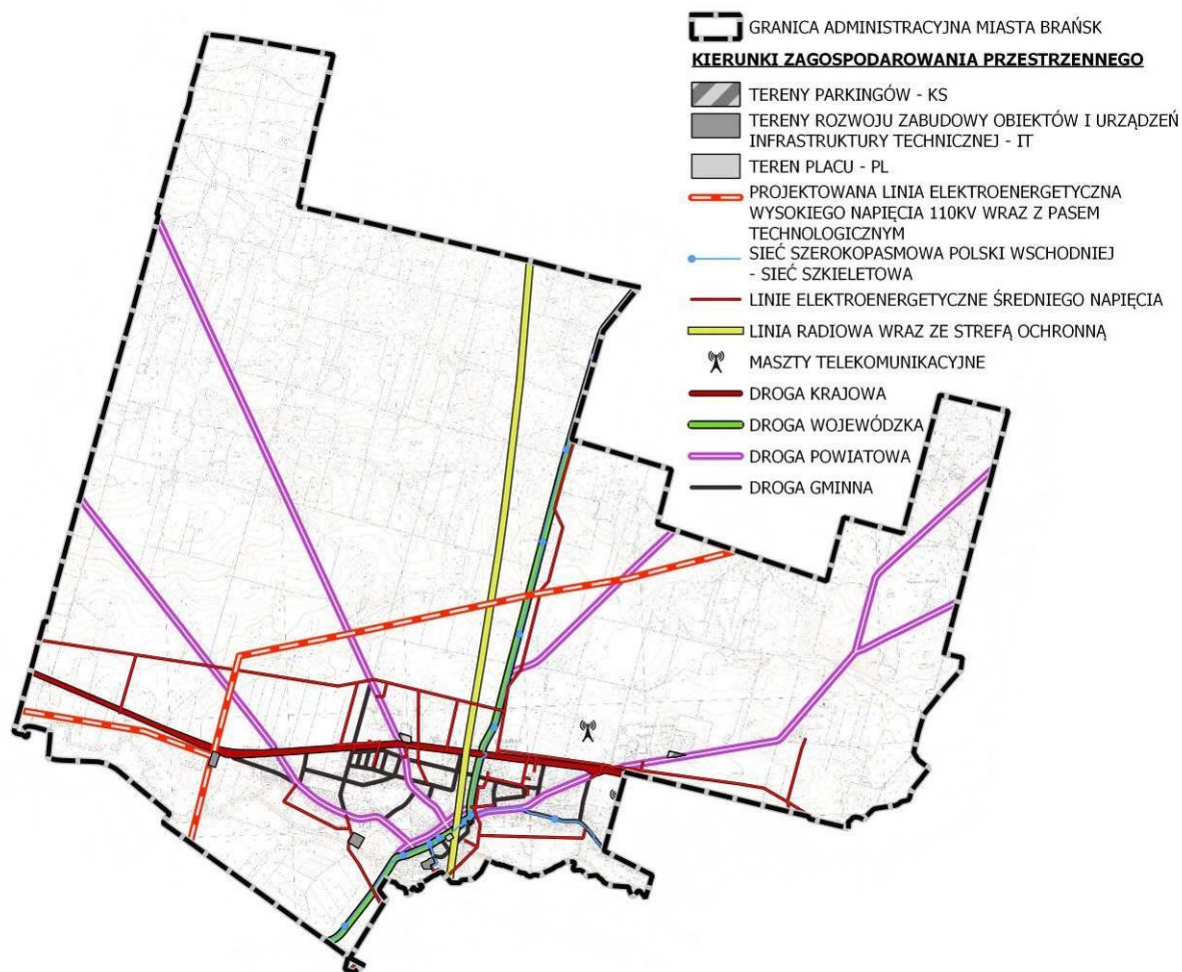 GRANICA ADMINISTRACYJNA MIASTA BRAŃSK
KIERUNKI ZAGOSPODAROWANIA PRZESTRZENNEGO
TERENY PARKINGÓW - KS
TERENY ROZWOJU ZABUDOWY OBIEKTÓW I URZĄDZEŃ
INFRASTRUKTURY TECHNICZNEJ - IT
TEREN PLACU - PL
PROJEKTOWANA LINIA ELEKTROENERGETYCZNA
WYSOKIEGO NAPIĘCIA 110KV WRAZ Z PASEM
TECHNOLOGICZNYM
SIEĆ SZEROKOPASMOWA POLSKI WSCHODNIEJ
- SIEĆ SZKIELETOWA
LINIE ELEKTROENERGETYCZNE ŚREDNIEGO NAPIĘCIA
LINIA RADIOWA WRAZ ZE STREFĄ OCHRONNĄ
MASZTY TELEKOMUNIKACYJNE
DROGA KRAJOWA
DROGA WOJEWÓDZKA
DROGA POWIATOWA
DROGA GMINNA